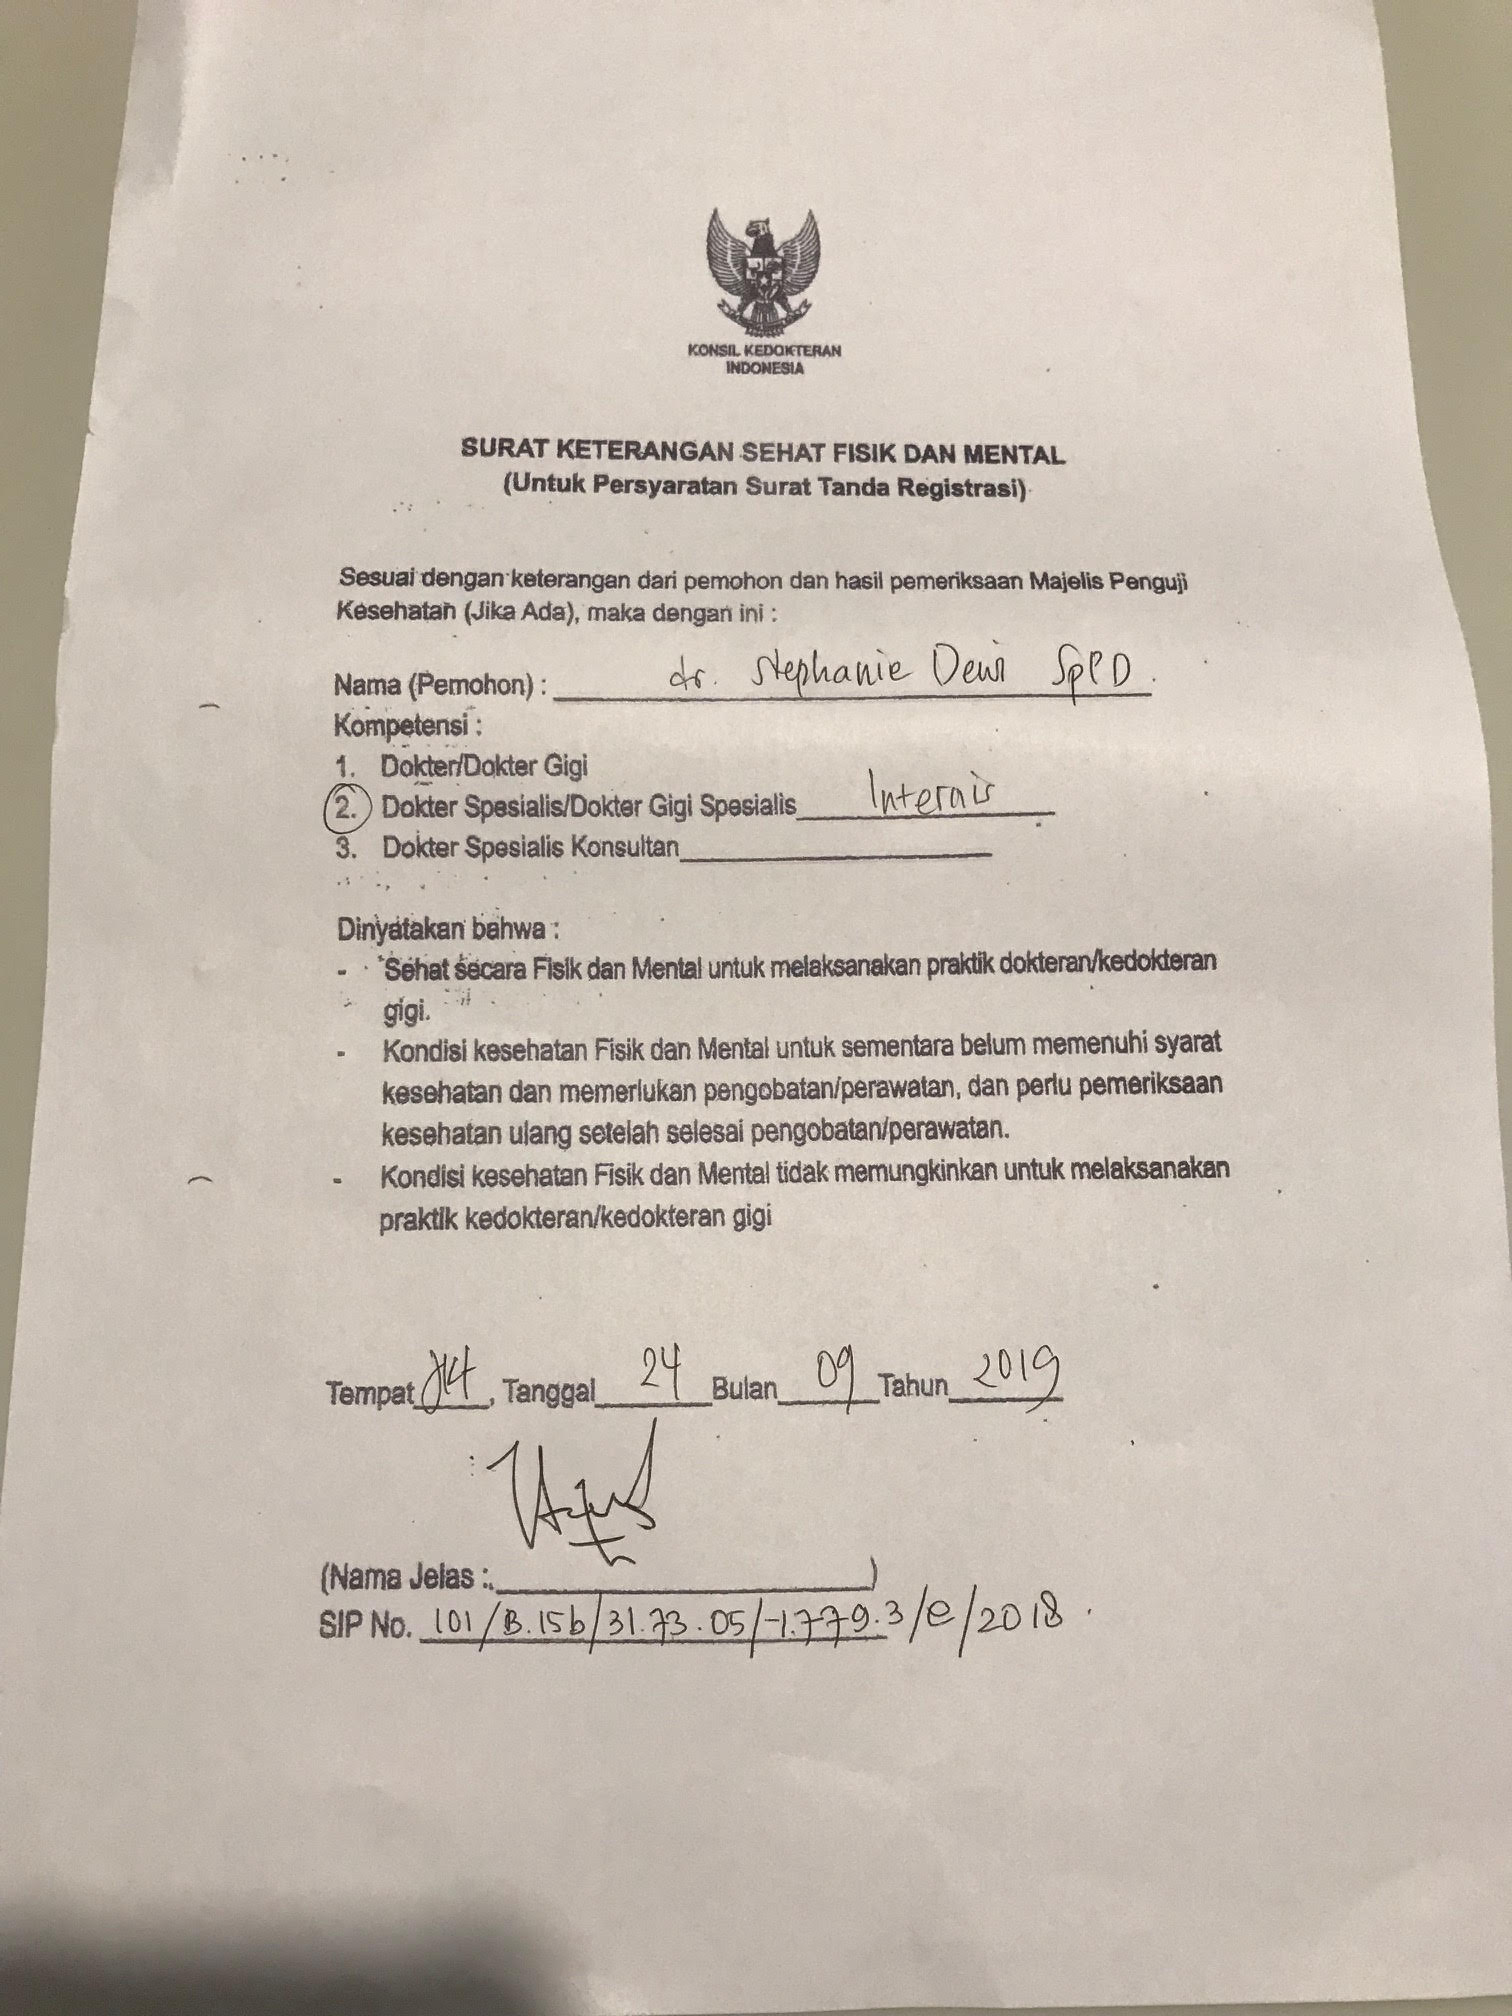 KONSIL KEDOKTERAN
INDONESIA
SURAT KETERANGAN SEHAT FISIK DAN MENTAL
(Untuk Persyaratan Surat Tanda Registrasi)
Sesuai dengan keterangan dari pemohon dan hasil pemeriksaan Majelis Penguji
Kesehatan (Jika Ada), maka dengan ini :
Nama (Pemohon) : dr. Stephanie Dewi SpPD.
Kompetensi :
1. Dokter/Dokter Gigi
2. Dokter Spesialis/Dokter Gigi Spesialis Internis
3. Dokter Spesialis Konsultan
Dinyatakan bahwa :
- Sehat secara Fisik dan Mental untuk melaksanakan praktik dokteran/kedokteran
gigi.
- Kondisi kesehatan Fisik dan Mental untuk sementara belum memenuhi syarat
kesehatan dan memerlukan pengobatan/perawatan, dan perlu pemeriksaan
kesehatan ulang setelah selesai pengobatan/perawatan.
- Kondisi kesehatan Fisik dan Mental tidak memungkinkan untuk melaksanakan
praktik kedokteran/kedokteran gigi
Tempat JKT, Tanggal 24 Bulan 09 Tahun 2019
(Nama Jelas : )
SIP No. 101/B.15b/31.73.05/-1.779.3/e/2018.